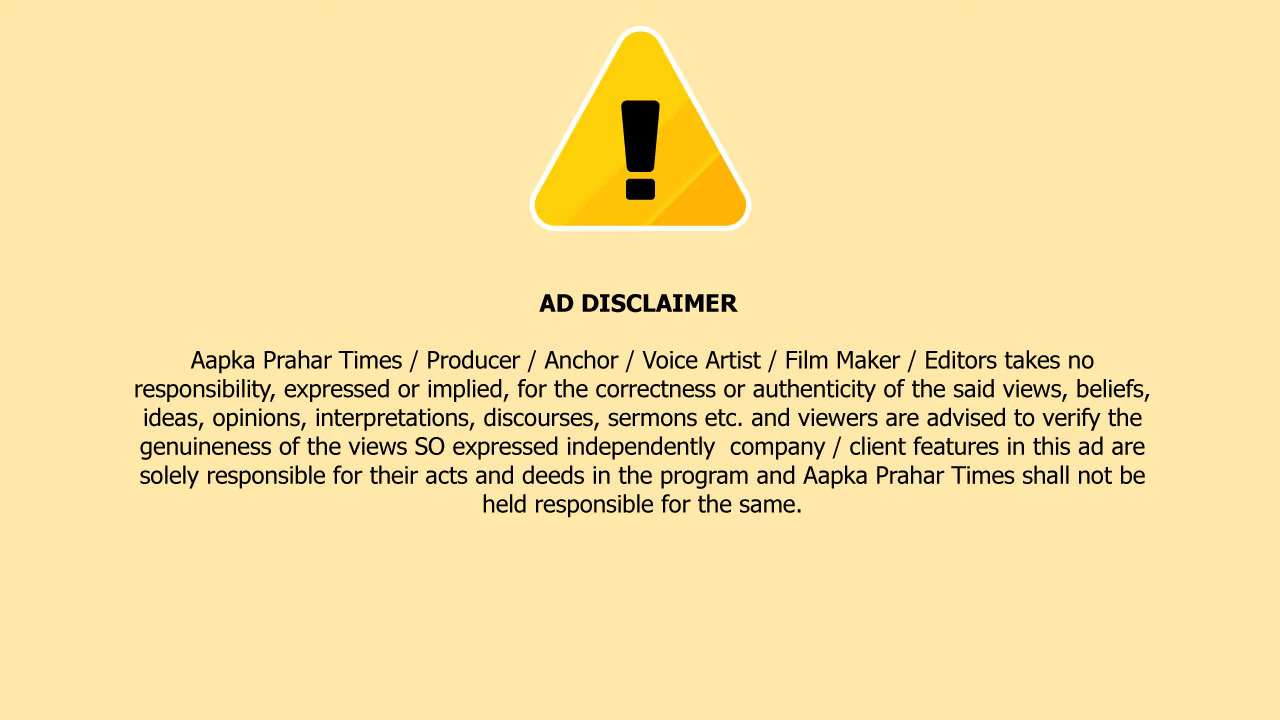 AD DISCLAIMER
Aapka Prahar Times / Producer / Anchor / Voice Artist / Film Maker / Editors takes no
responsibility, expressed or implied, for the correctness or authenticity of the said views, beliefs,
ideas, opinions, interpretations, discourses, sermons etc. and viewers are advised to verify the
genuineness of the views SO expressed independently  company / client features in this ad are
solely responsible for their acts and deeds in the program and Aapka Prahar Times shall not be
held responsible for the same.